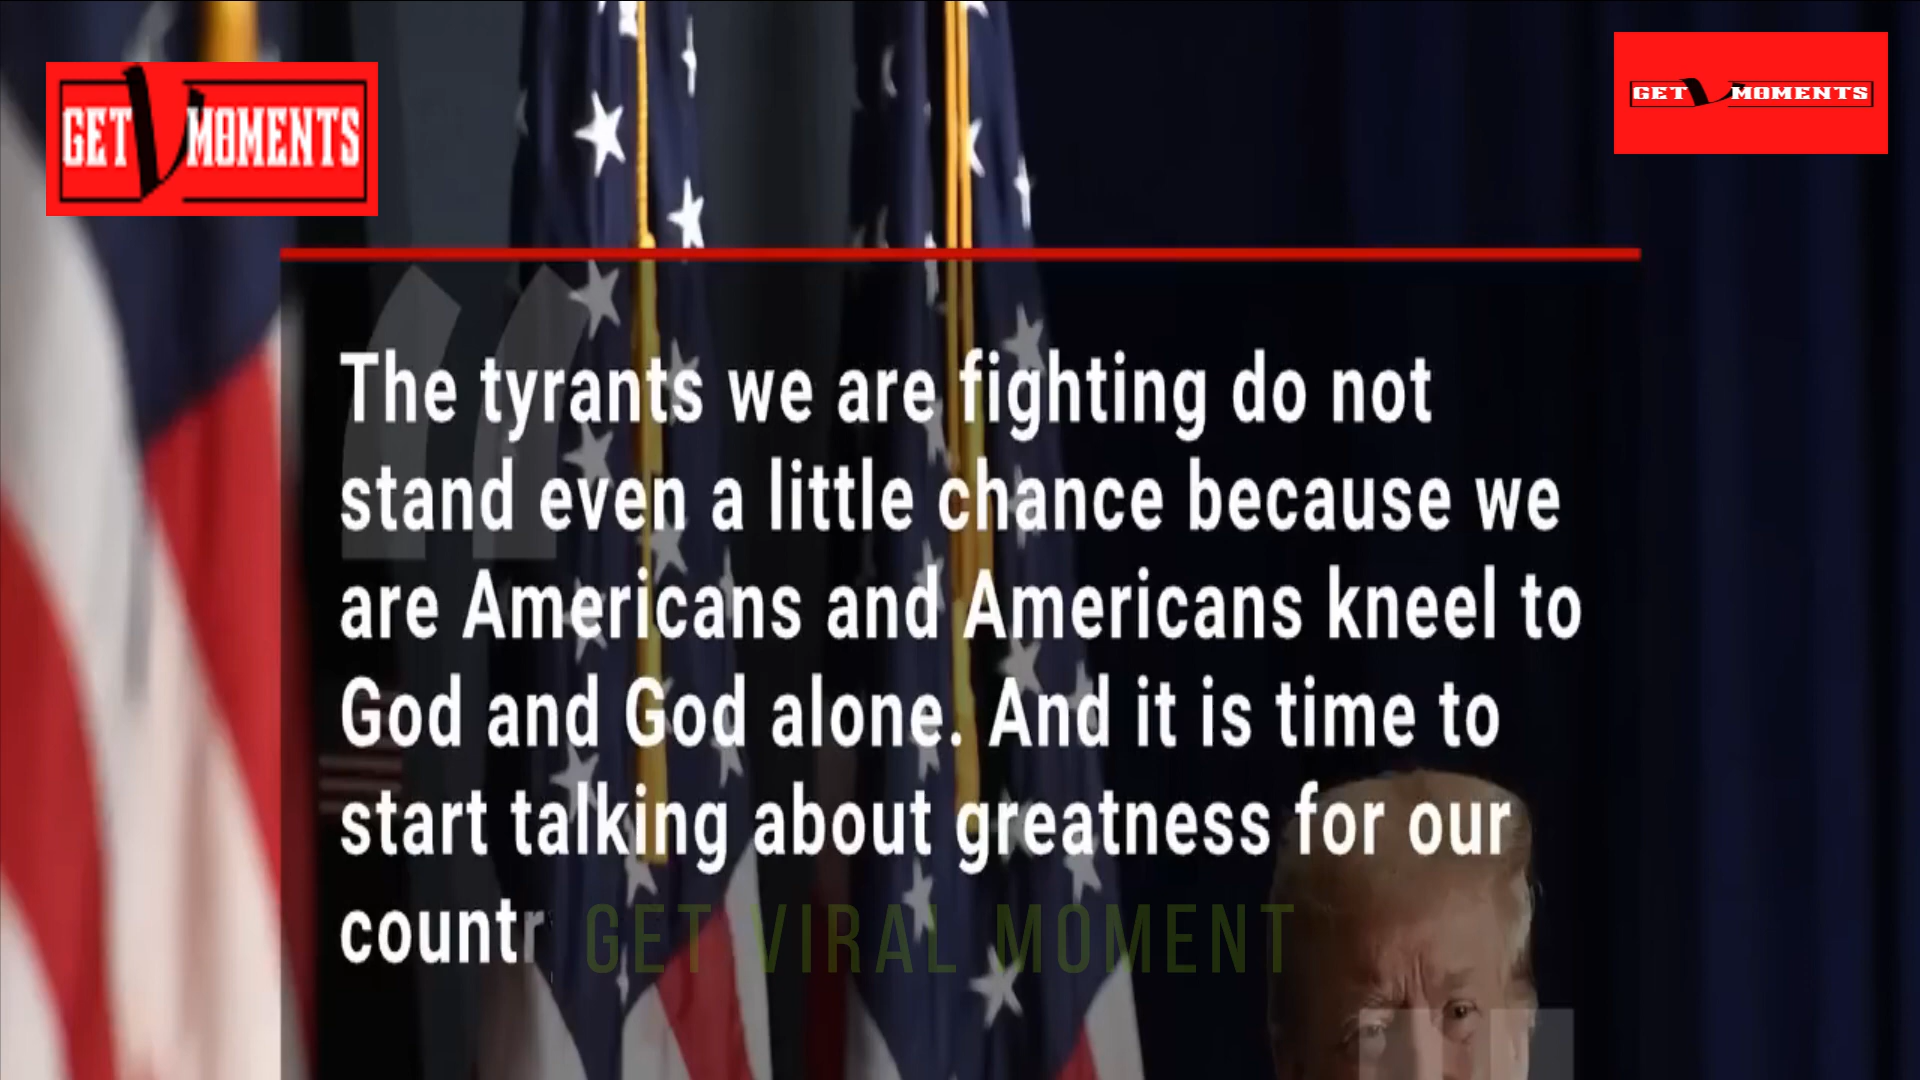 GET V MOMENTS
GET V MOMENTS
The tyrants we are fighting do not
stand even a little chance because we
are Americans and Americans kneel to
God and God alone. And it is time to
start talking about greatness for our
countr
GET VIRAL MOMENT